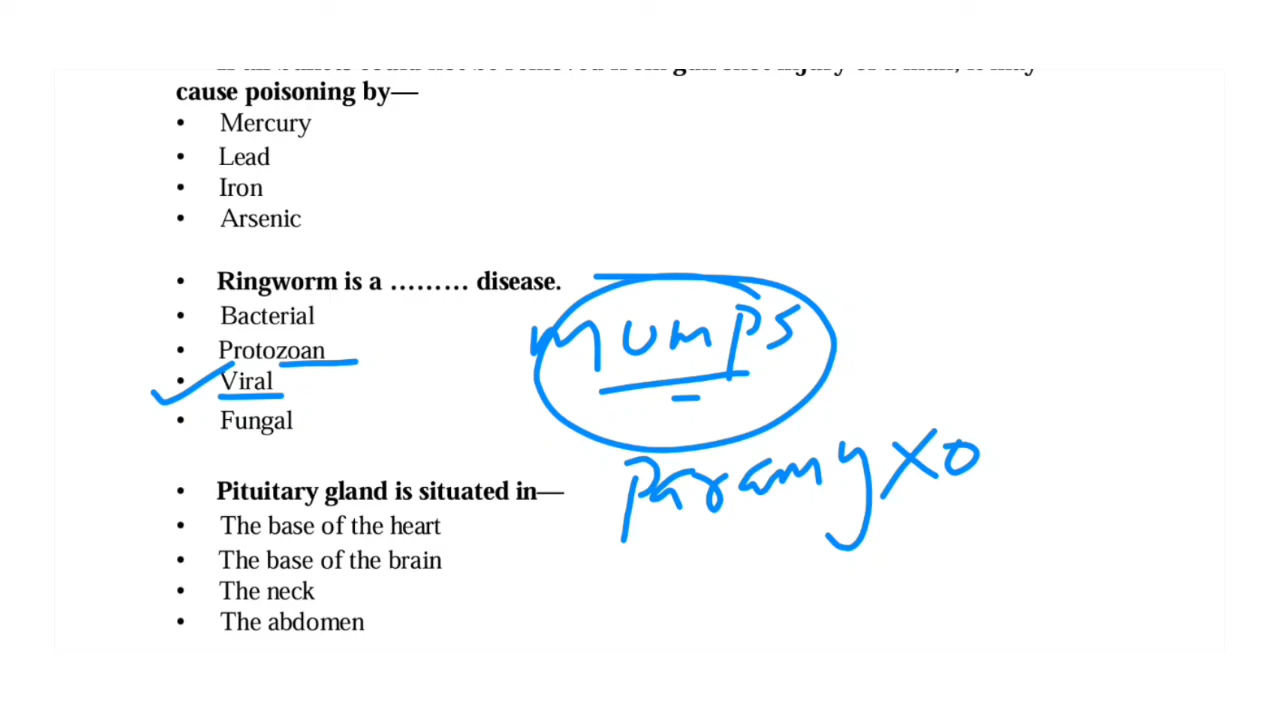 cause poisoning by—
• Mercury
• Lead
• Iron
• Arsenic
• Ringworm is a ……… disease.
• Bacterial
• Protozoan
• Viral
• Fungal
mumps
Paramyxo
• Pituitary gland is situated in—
• The base of the heart
• The base of the brain
• The neck
• The abdomen